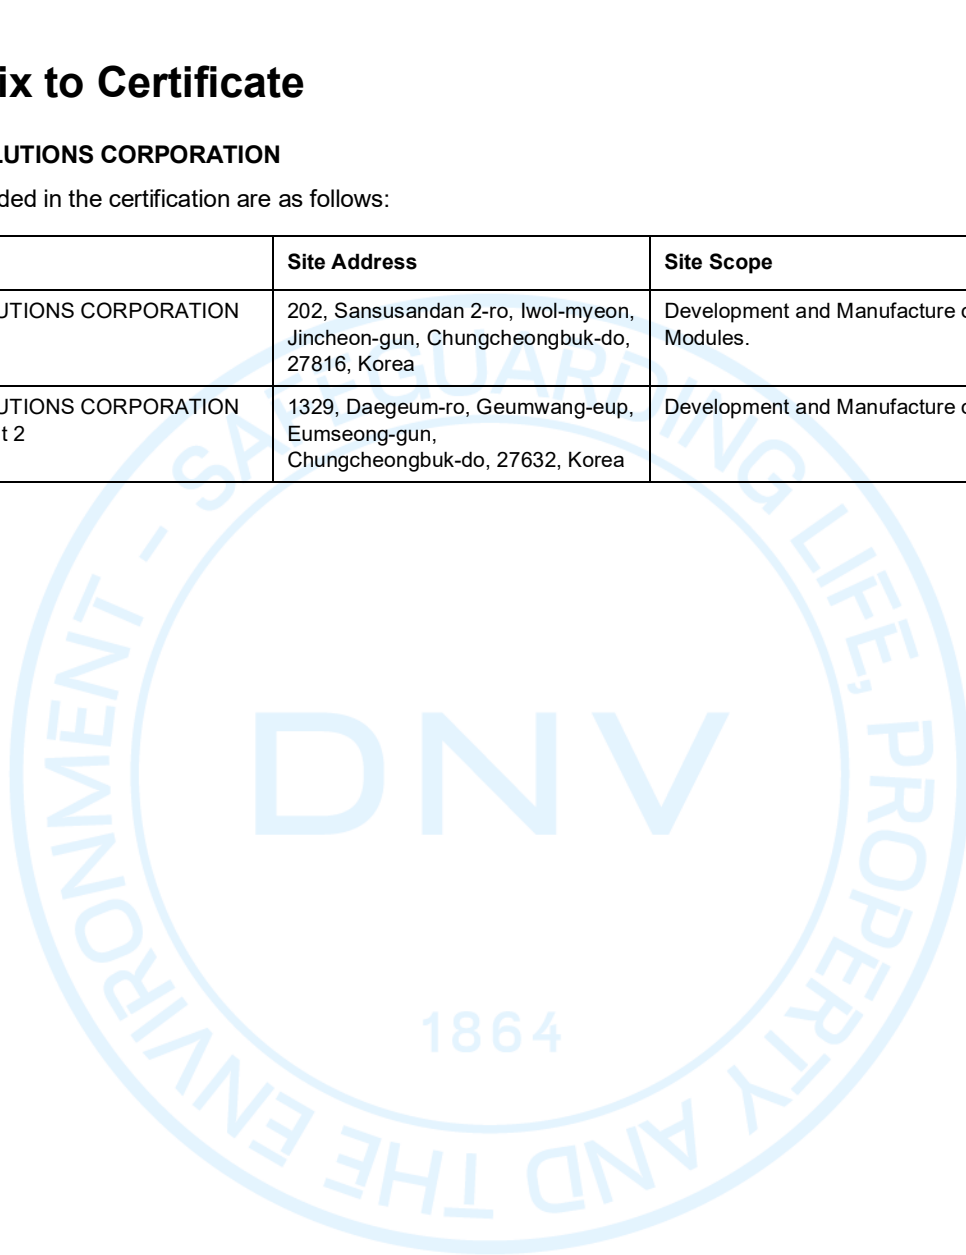 ix to Certificate
LUTIONS CORPORATION
ded in the certification are as follows:
Site Address
Site Scope
UTIONS CORPORATION
202, Sansusandan 2-ro, Iwol-myeon,
Jincheon-gun, Chungcheongbuk-do,
27816, Korea
Development and Manufacture
Modules.
UTIONS CORPORATION
t 2
1329, Daegeum-ro, Geumwang-eup,
Eumseong-gun,
Chungcheongbuk-do, 27632, Korea
Development and Manufacture
SAFEGUARDING LIFE, PROPERTY AND THE ENVIRONMENT -
DNV
1864